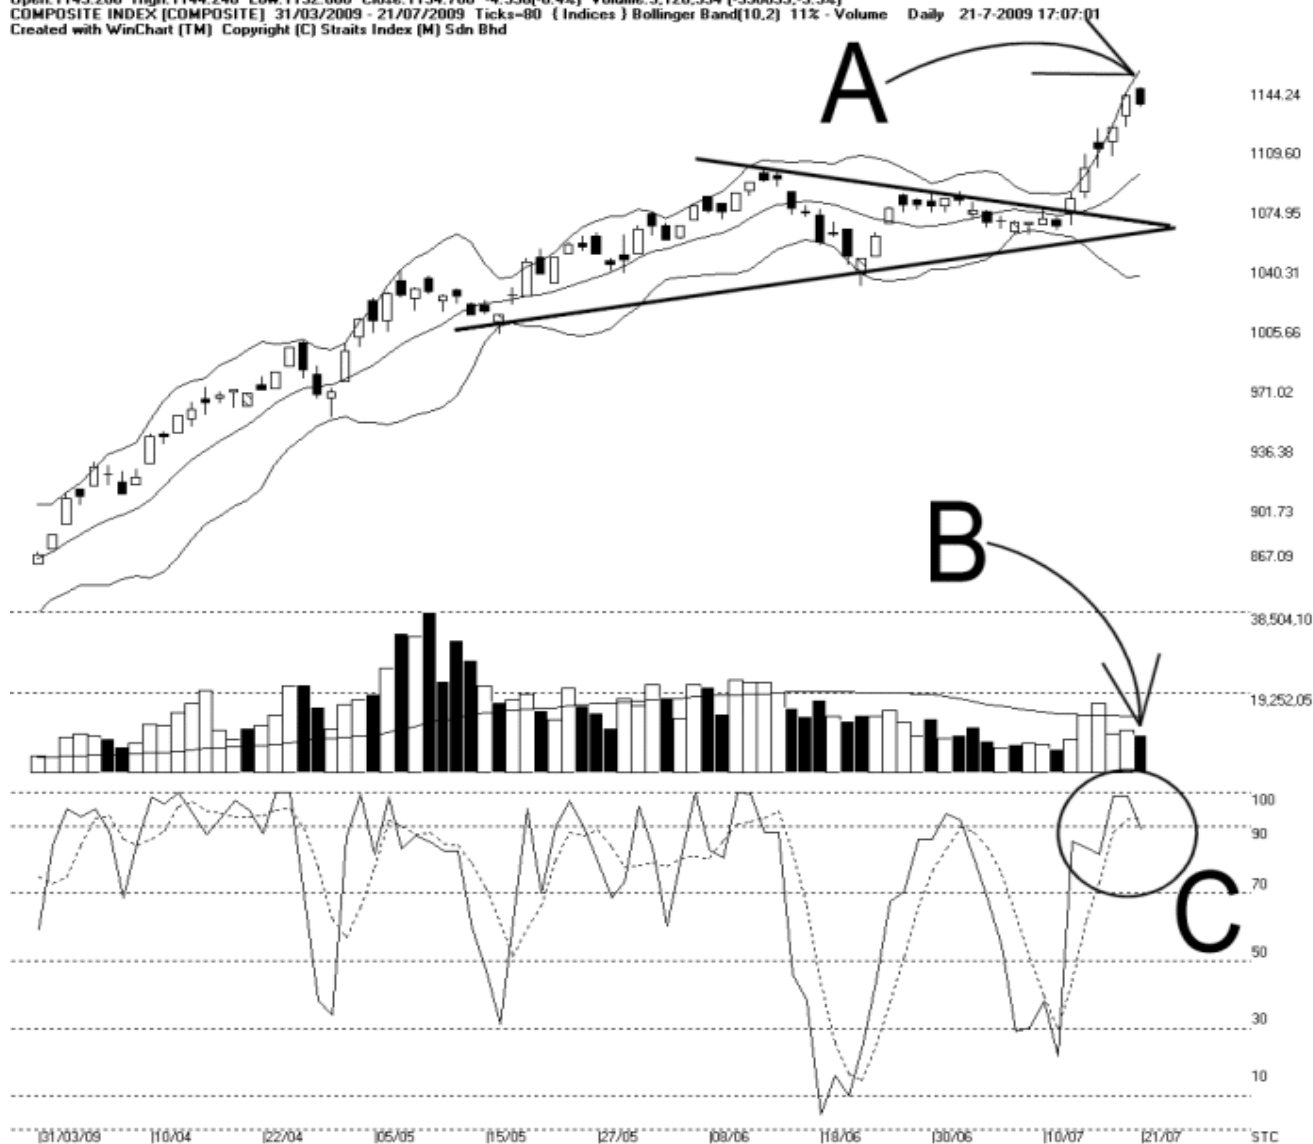 COMPOSITE INDEX [COMPOSITE] 31/03/2009 - 21/07/2009 Ticks=80 { Indices } Bollinger Band(10,2) 11% - Volume Daily 21-7-2009 17:07:01
Created with WinChart (TM) Copyright (C) Straits Index (M) Sdn Bhd
A
1144.24
1109.60
1074.95
1040.31
1005.66
971.02
936.38
901.73
867.09
B
38,504,10
19,252,05
100
90
70
C
50
30
10
31/03/09 10/04 22/04 05/05 15/05 27/05 08/06 18/06 30/06 10/07 21/07 STC